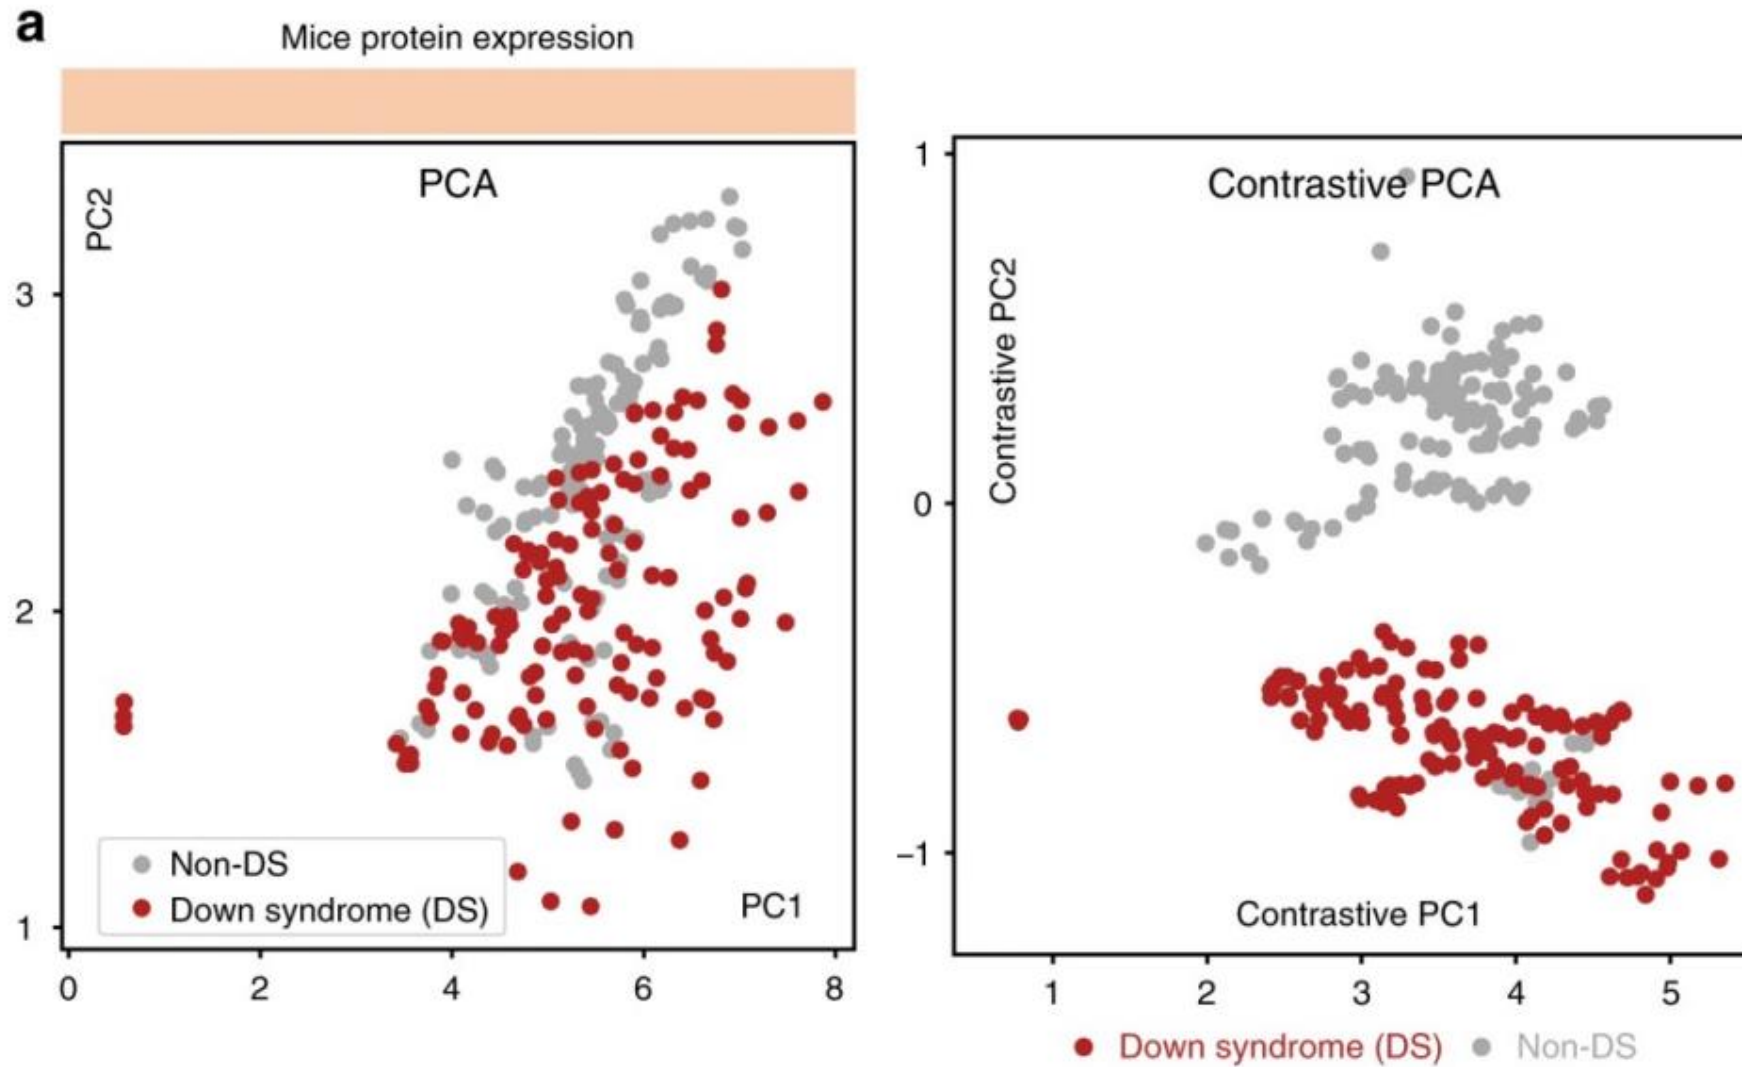 a
Mice protein expression
PCA
PC2
3
2
1
Non-DS
Down syndrome (DS)
PC1
0 2 4 6 8
Contrastive PCA
Contrastive PC2
1
0
−1
Contrastive PC1
1 2 3 4 5
Down syndrome (DS) Non-DS